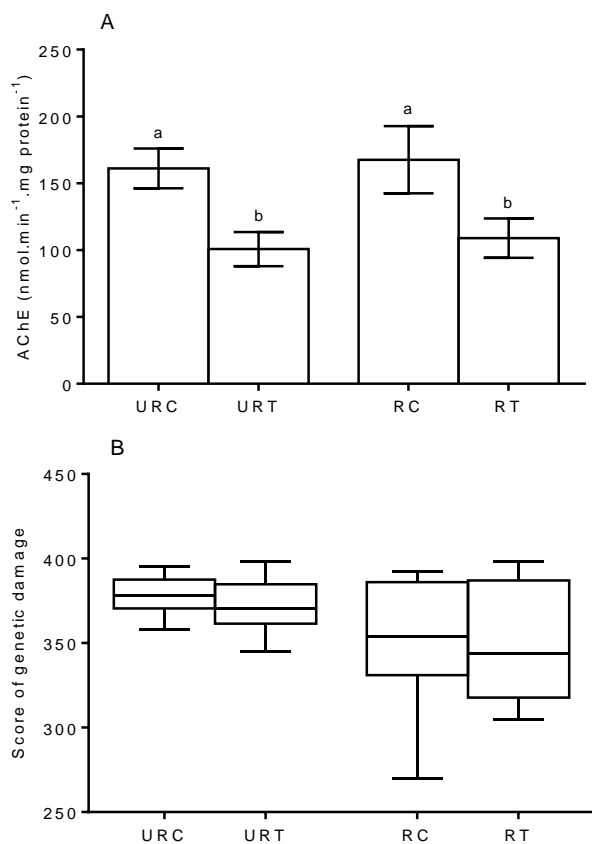 A
AChE (nmol.min⁻¹.mg protein⁻¹)
250
200
150
100
50
0
a
b
a
b
URC URT RC RT
B
Score of genetic damage
450
400
350
300
250
URC URT RC RT